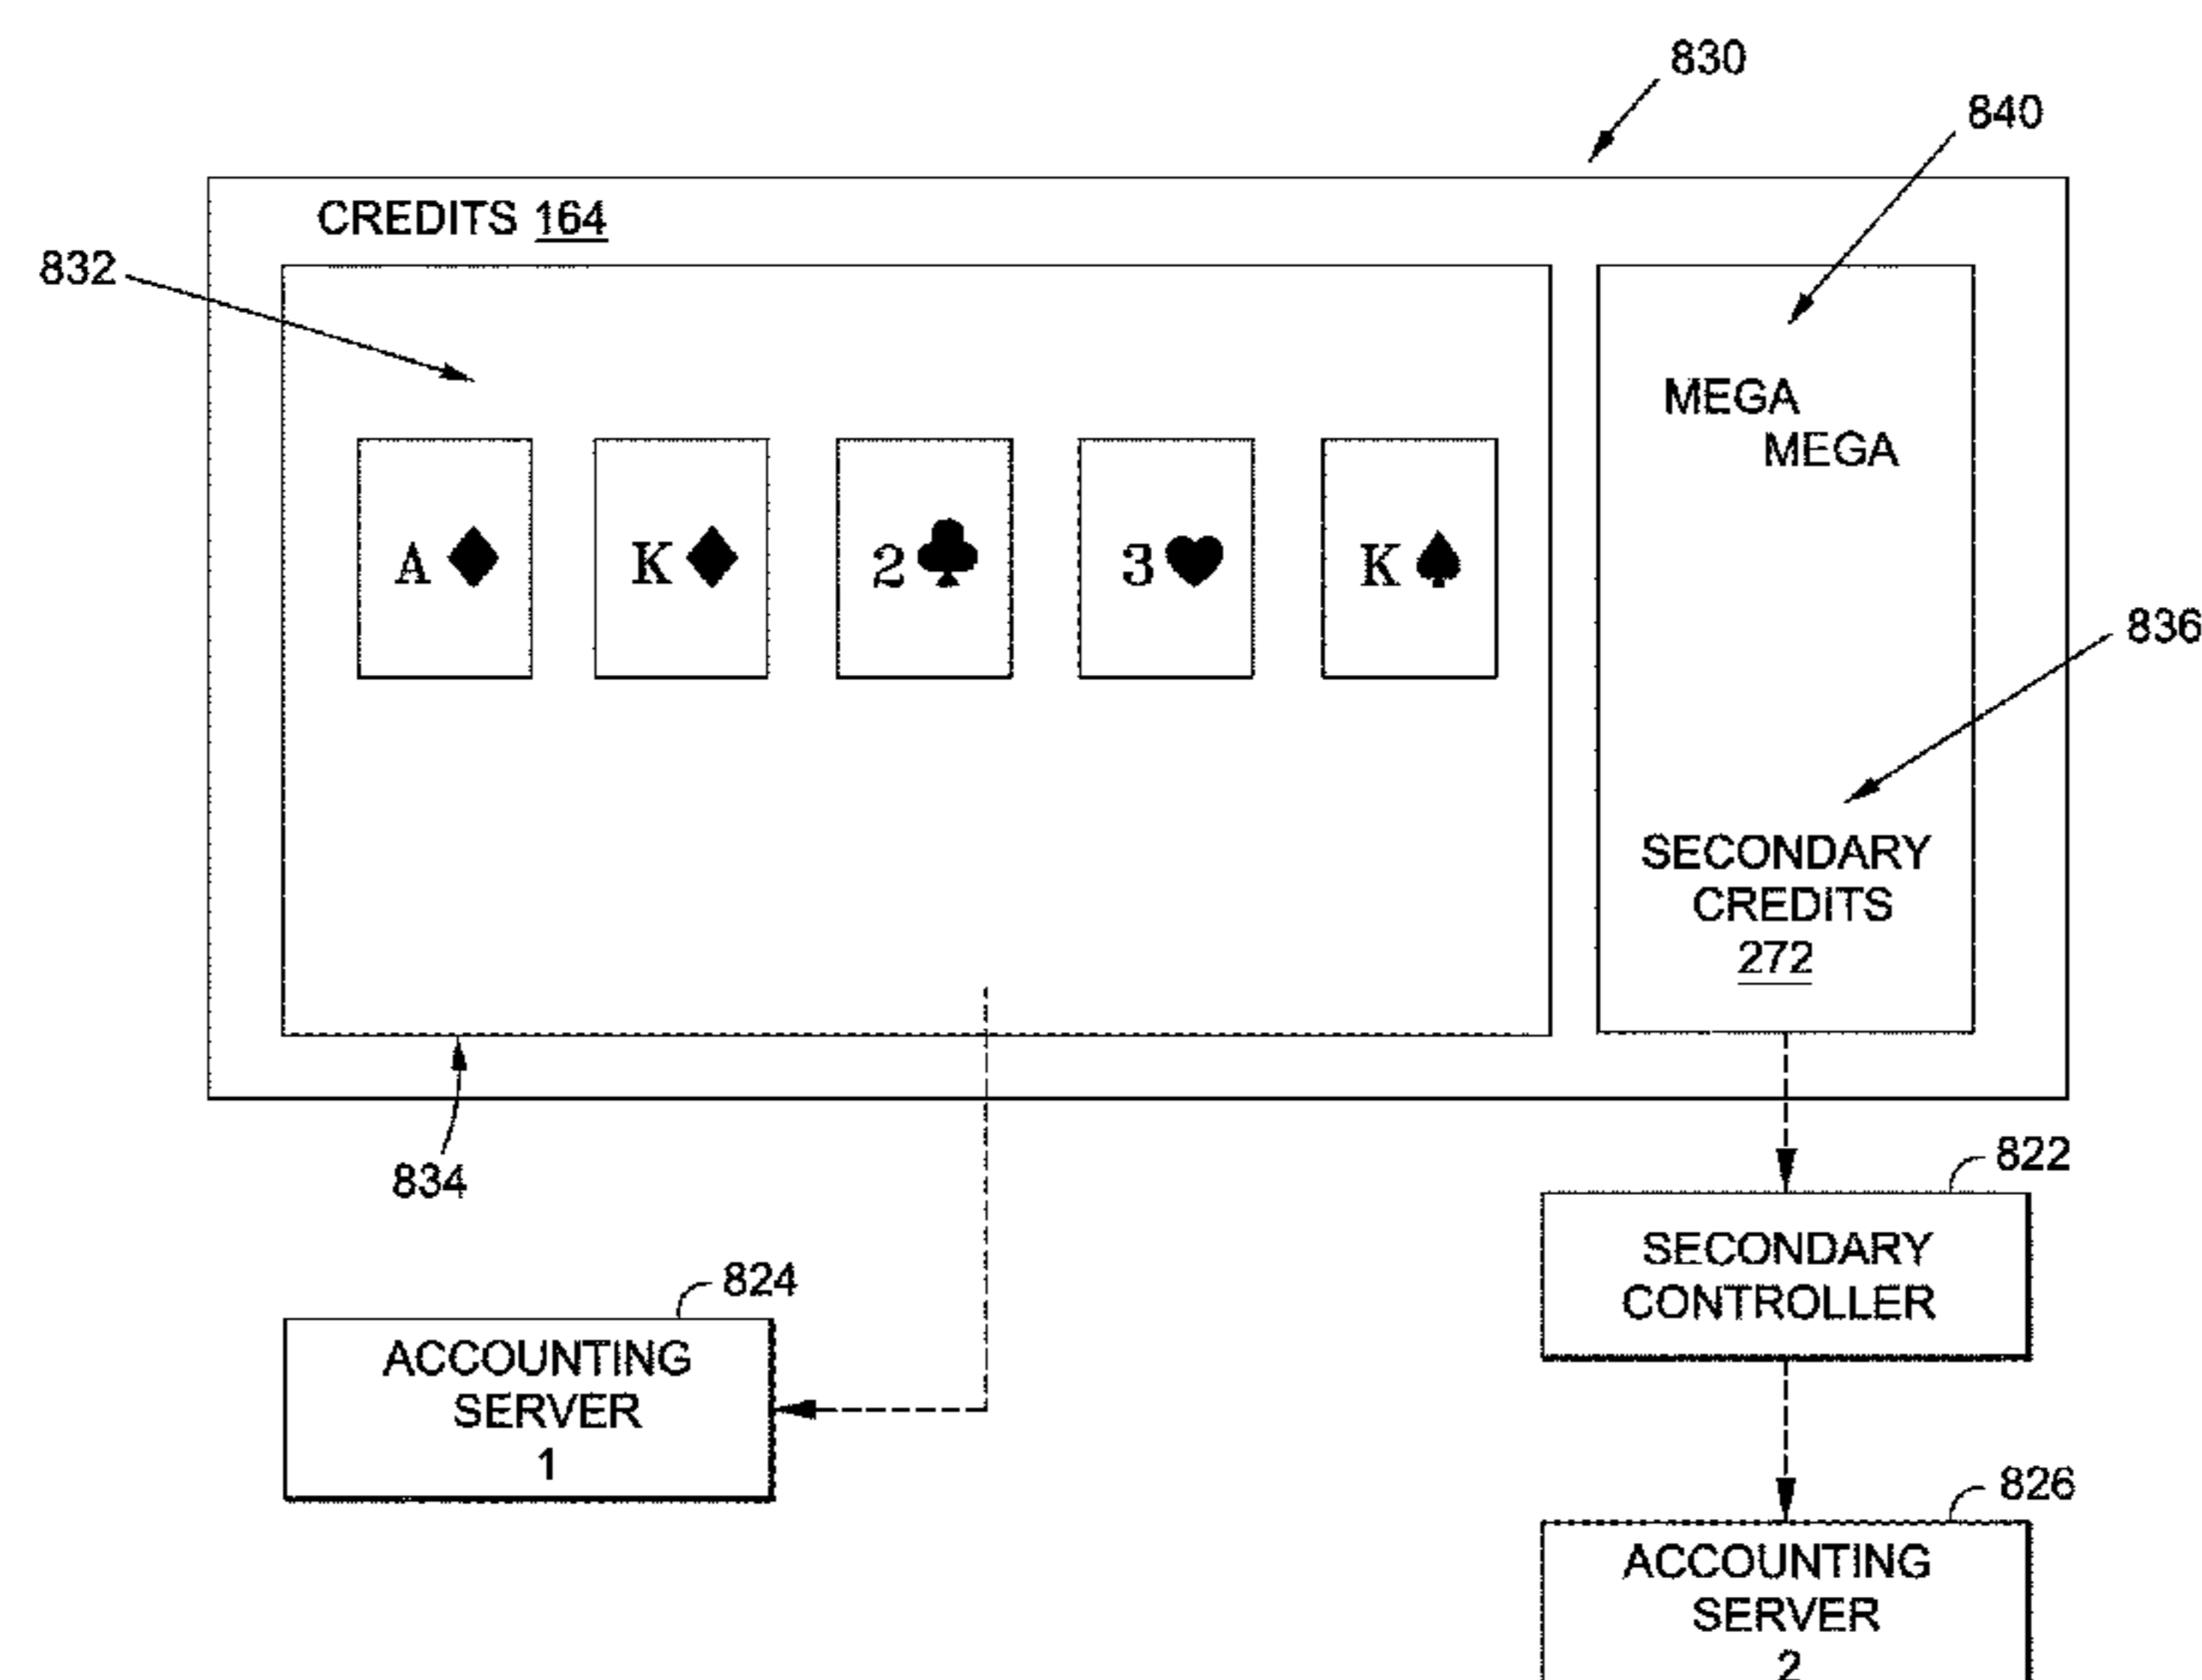 830
840
CREDITS 164
832
MEGA
MEGA
A♦ K♦ 2♣ 3♥ K♠
836
SECONDARY
CREDITS
272
834
822
SECONDARY
CONTROLLER
824
ACCOUNTING
SERVER
1
826
ACCOUNTING
SERVER
2